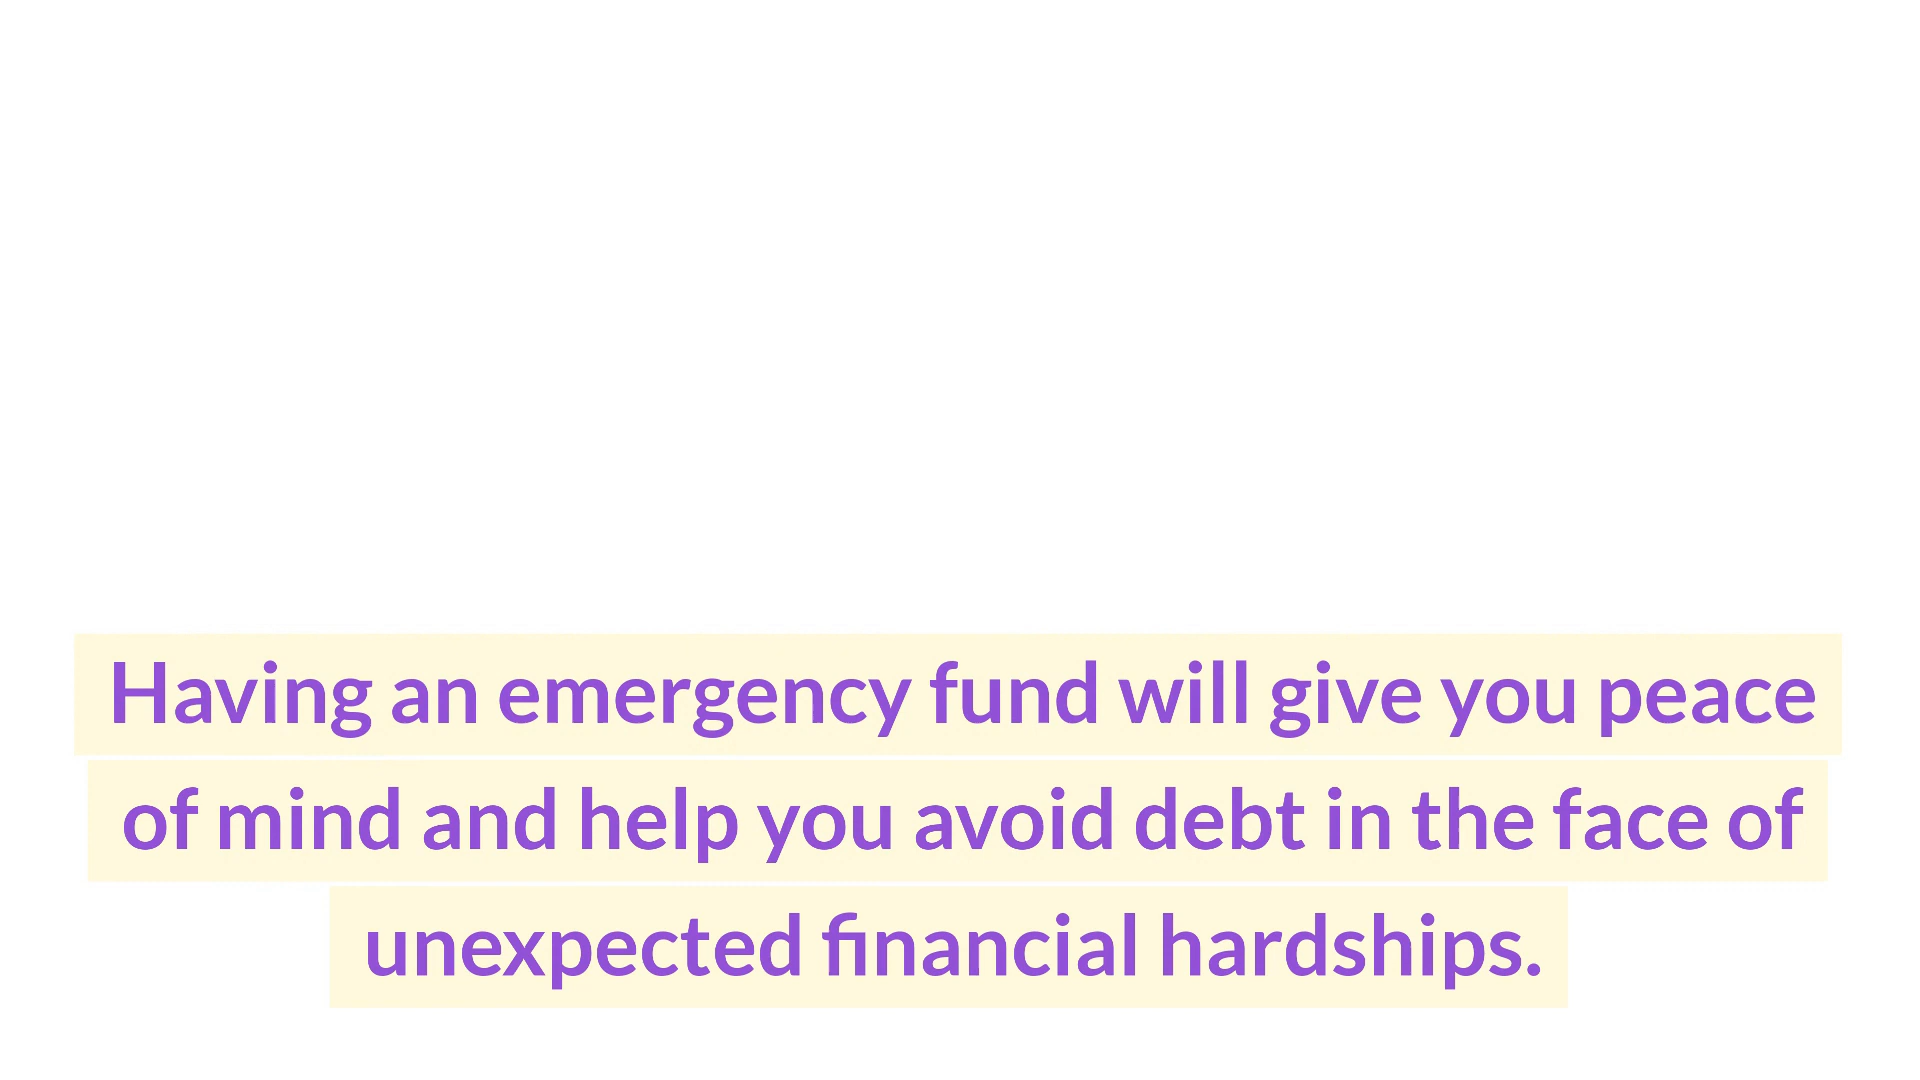 Having an emergency fund will give you peace
of mind and help you avoid debt in the face of
unexpected financial hardships.